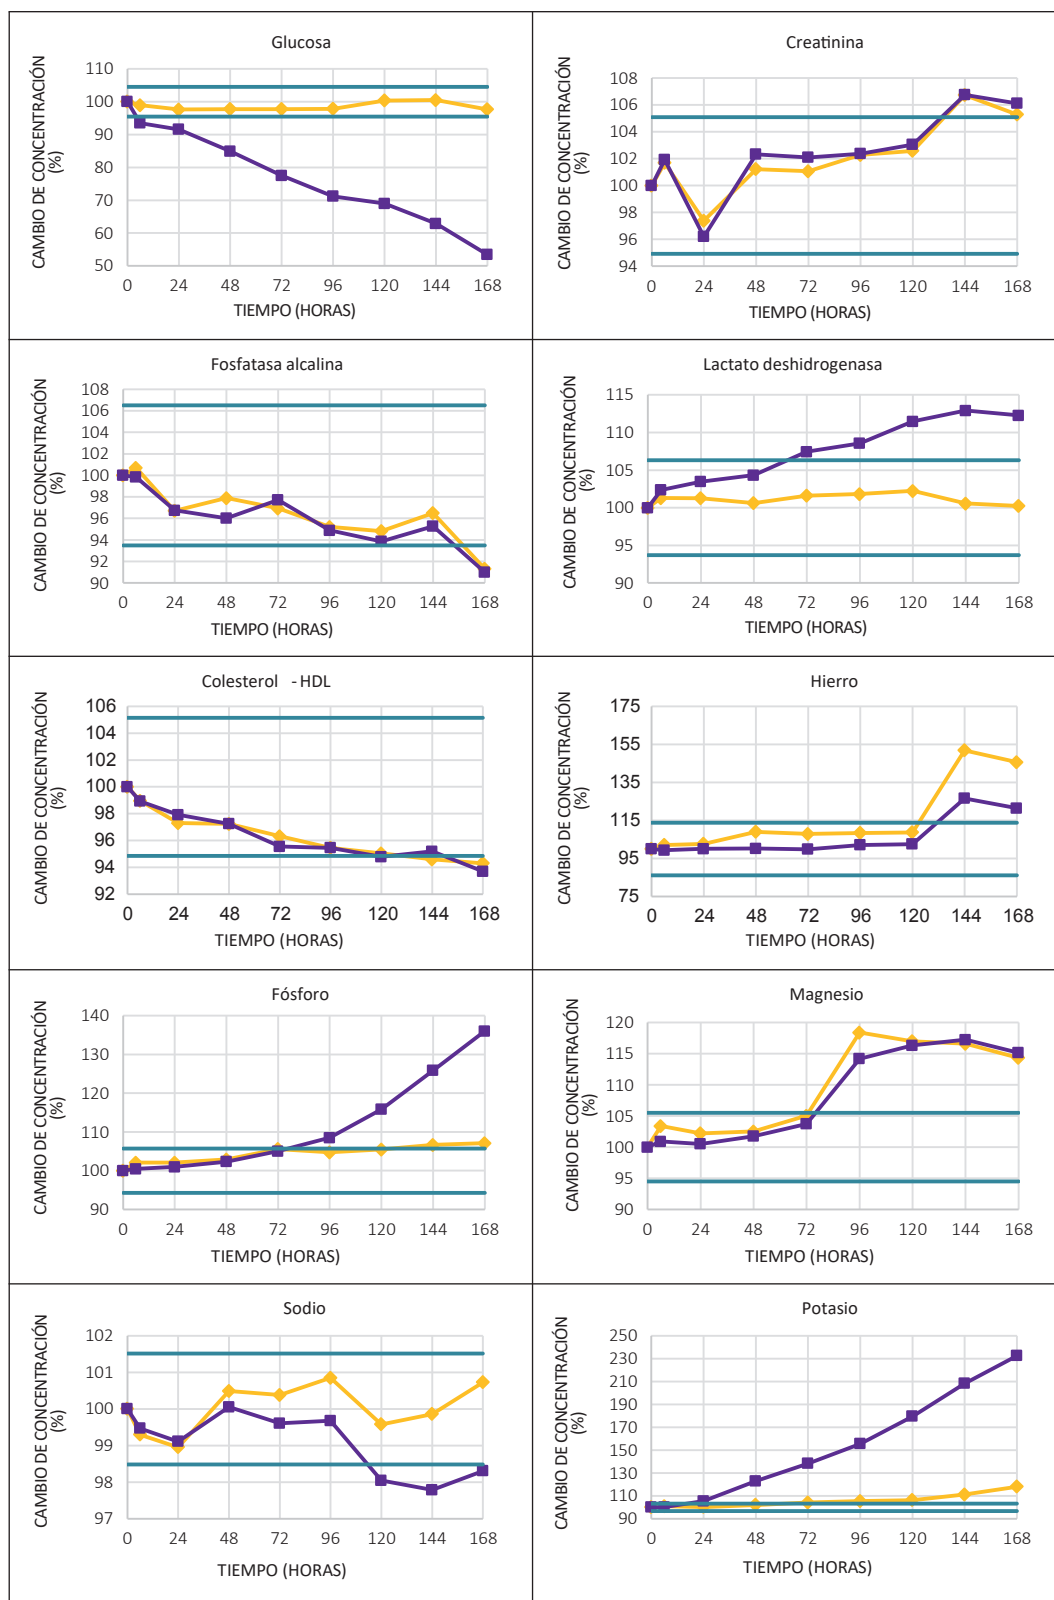 Glucosa
CAMBIO DE CONCENTRACIÓN
(%)
110
100
90
80
70
60
50
0 24 48 72 96 120 144 168
TIEMPO (HORAS)
Creatinina
CAMBIO DE CONCENTRACIÓN
(%)
108
106
104
102
100
98
96
94
0 24 48 72 96 120 144 168
TIEMPO (HORAS)
Fosfatasa alcalina
CAMBIO DE CONCENTRACIÓN
(%)
108
106
104
102
100
98
96
94
92
90
0 24 48 72 96 120 144 168
TIEMPO (HORAS)
Lactato deshidrogenasa
CAMBIO DE CONCENTRACIÓN
(%)
115
110
105
100
95
90
0 24 48 72 96 120 144 168
TIEMPO (HORAS)
Colesterol - HDL
CAMBIO DE CONCENTRACIÓN
(%)
106
104
102
100
98
96
94
92
0 24 48 72 96 120 144 168
TIEMPO (HORAS)
Hierro
CAMBIO DE CONCENTRACIÓN
(%)
175
155
135
115
95
75
0 24 48 72 96 120 144 168
TIEMPO (HORAS)
Fósforo
CAMBIO DE CONCENTRACIÓN
(%)
140
130
120
110
100
90
0 24 48 72 96 120 144 168
TIEMPO (HORAS)
Magnesio
CAMBIO DE CONCENTRACIÓN
(%)
120
115
110
105
100
95
90
0 24 48 72 96 120 144 168
TIEMPO (HORAS)
Sodio
CAMBIO DE CONCENTRACIÓN
(%)
102
101
100
99
98
97
0 24 48 72 96 120 144 168
TIEMPO (HORAS)
Potasio
CAMBIO DE CONCENTRACIÓN
(%)
250
230
210
190
170
150
130
110
90
0 24 48 72 96 120 144 168
TIEMPO (HORAS)